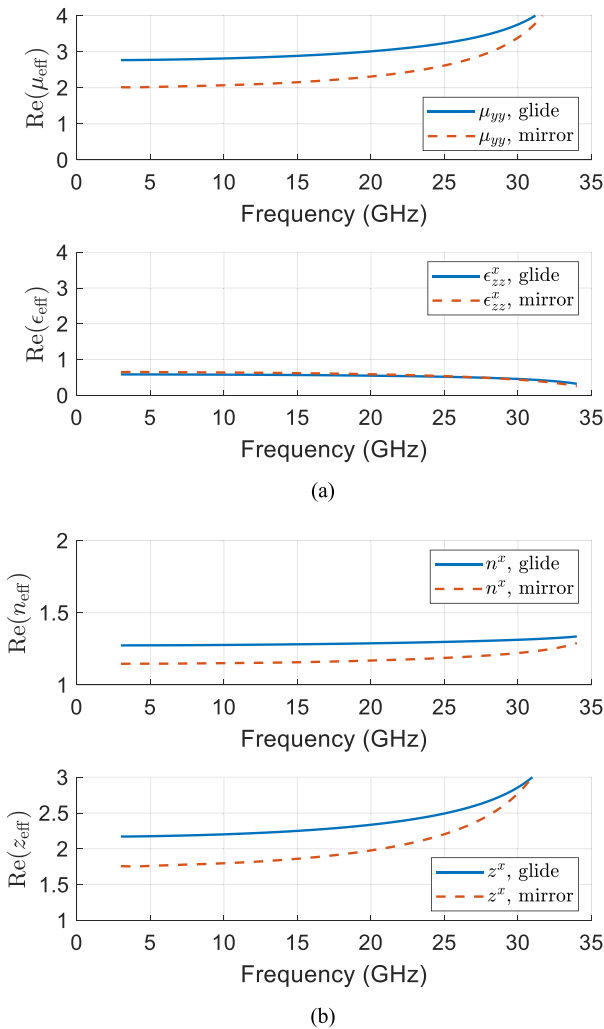 4
3
2
1
0
Re(μeff)
μyy, glide
μyy, mirror
5 10 15 20 25 30 35
Frequency (GHz)
4
3
2
1
0
Re(ϵeff)
ϵˣzz, glide
ϵˣzz, mirror
0 5 10 15 20 25 30 35
Frequency (GHz)
(a)
2
1.5
1
Re(neff)
nˣ, glide
nˣ, mirror
0 5 10 15 20 25 30 35
Frequency (GHz)
3
2.5
2
1.5
1
Re(zeff)
zˣ, glide
zˣ, mirror
0 5 10 15 20 25 30 35
Frequency (GHz)
(b)